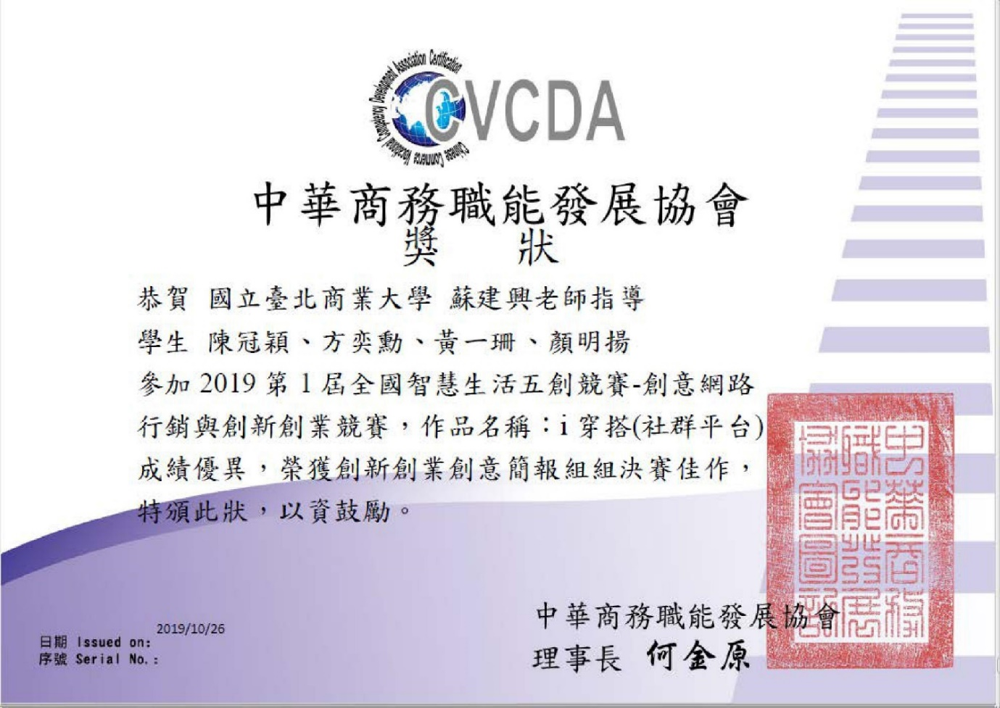 Chinese Commerce Vocational Competency Development Association Certification
CVCDA
中華商務職能發展協會
獎 狀
恭賀 國立臺北商業大學 蘇建興老師指導
學生 陳冠穎、方奕勳、黃一珊、顏明揚
參加 2019 第 1 屆全國智慧生活五創競賽-創意網路
行銷與創新創業競賽，作品名稱：i 穿搭(社群平台)
成績優異，榮獲創新創業創意簡報組組決賽佳作，
特頒此狀，以資鼓勵。
中華商務職能發展協會圖記
中華商務職能發展協會
理事長 何金原
2019/10/26
日期 Issued on:
序號 Serial No.: